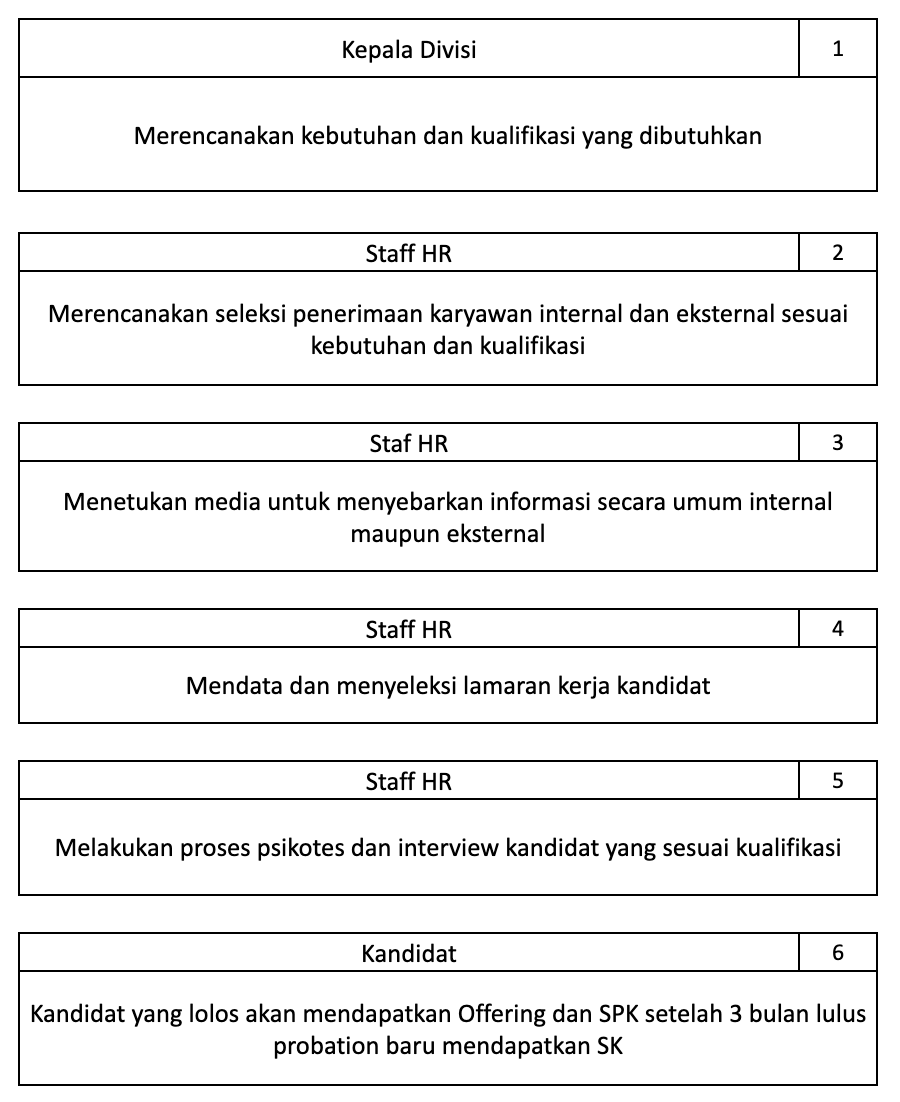 Kepala Divisi 1
Merencanakan kebutuhan dan kualifikasi yang dibutuhkan
Staff HR 2
Merencanakan seleksi penerimaan karyawan internal dan eksternal sesuai
kebutuhan dan kualifikasi
Staf HR 3
Menetukan media untuk menyebarkan informasi secara umum internal
maupun eksternal
Staff HR 4
Mendata dan menyeleksi lamaran kerja kandidat
Staff HR 5
Melakukan proses psikotes dan interview kandidat yang sesuai kualifikasi
Kandidat 6
Kandidat yang lolos akan mendapatkan Offering dan SPK setelah 3 bulan lulus
probation baru mendapatkan SK